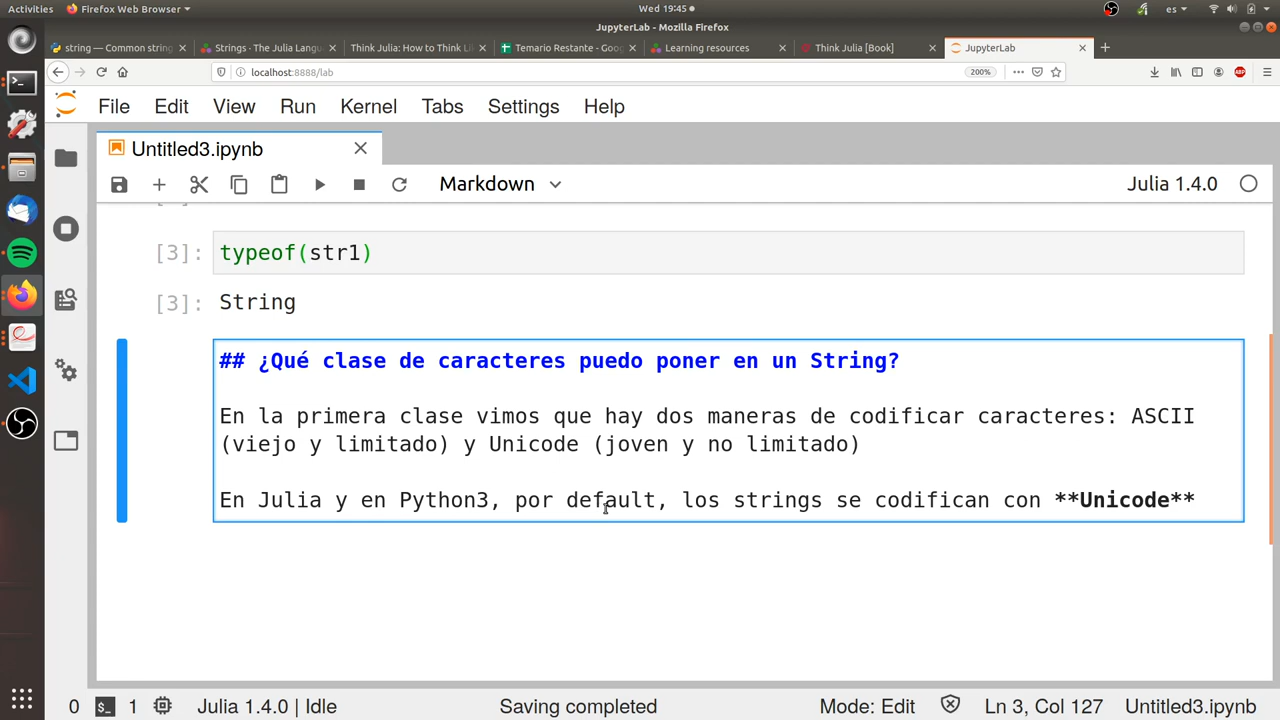 Activities Firefox Web Browser Wed 19:45 es
JupyterLab - Mozilla Firefox
string — Common string Strings · The Julia Langu Think Julia: How to Think Li Temario Restante - Goog Learning resources Think Julia [Book] JupyterLab
localhost:8888/lab 200% ABP
File Edit View Run Kernel Tabs Settings Help
Untitled3.ipynb
Markdown Julia 1.4.0
[3]: typeof(str1)
[3]: String
## ¿Qué clase de caracteres puedo poner en un String?
En la primera clase vimos que hay dos maneras de codificar caracteres: ASCII
(viejo y limitado) y Unicode (joven y no limitado)
En Julia y en Python3, por default, los strings se codifican con **Unicode**
0 1 Julia 1.4.0 | Idle Saving completed Mode: Edit Ln 3, Col 127 Untitled3.ipynb